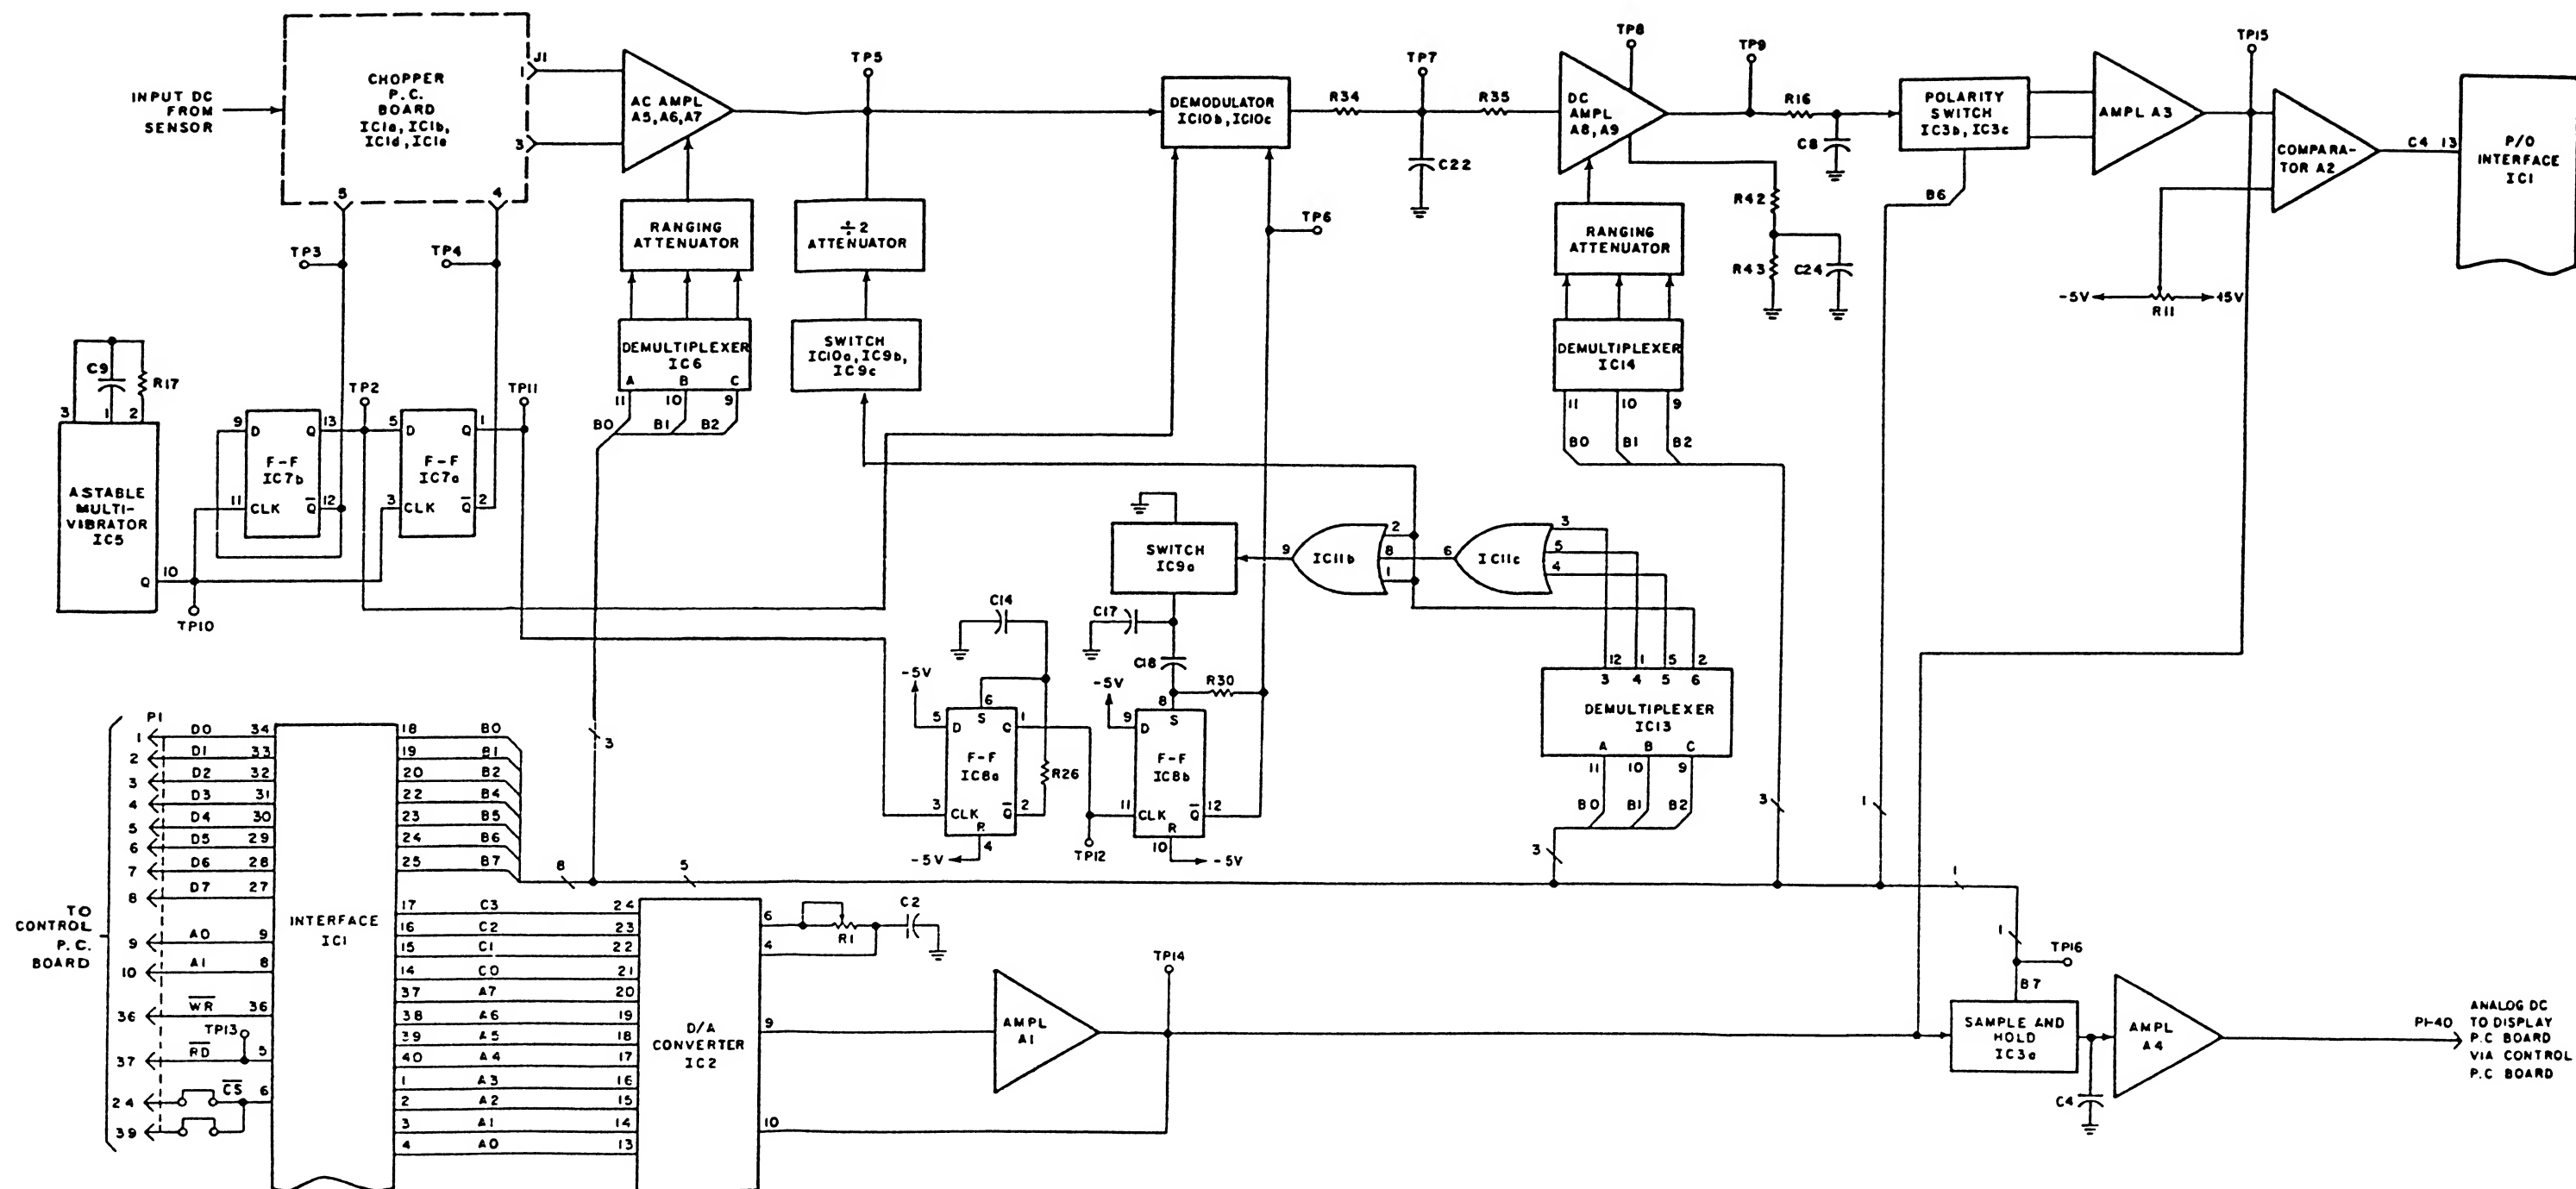 INPUT DC
FROM
SENSOR
CHOPPER
P.C.
BOARD
IC1a, IC1b,
IC1d, IC1e
J1
1
3
5
4
TP3
TP4
AC AMPL
A5, A6, A7
TP5
RANGING
ATTENUATOR
÷2
ATTENUATOR
DEMULTIPLEXER
IC6
A B C
11 10 9
B0 B1 B2
SWITCH
IC10a, IC9b,
IC9c
DEMODULATOR
IC10b, IC10c
TP6
R34
TP7
C22
R35
DC
AMPL
A8, A9
TP8
TP9
R16
C8
R42
R43
C24
RANGING
ATTENUATOR
DEMULTIPLEXER
IC14
11 10 9
B0 B1 B2
POLARITY
SWITCH
IC3b, IC3c
B6
AMPL A3
TP15
COMPARA-
TOR A2
-5V
+5V
R11
C4 13
P/O
INTERFACE
IC1
C9
R17
3 1 2
ASTABLE
MULTI-
VIBRATOR
IC5
Q 10
TP10
9 D Q 13
F-F
IC7b
11 CLK Q 12
TP2
5 D Q 1
F-F
IC7a
3 CLK Q 2
TP11
SWITCH
IC9a
9
IC11b
2
8
1
6
IC11c
3
5
4
C14
C17
C18
R30
-5V
5 D S 6 Q 1
F-F
IC8a
3 CLK R Q 2
4
-5V
R26
TP12
-5V
9 D 8 S
F-F
IC8b
11 CLK R Q 12
10
-5V
12 1 5 2
3 4 5 6
DEMULTIPLEXER
IC13
A B C
11 10 9
B0 B1 B2
3
3
3
1
8
5
1
1
TO
CONTROL
P.C.
BOARD
P1
1 D0 34
2 D1 33
3 D2 32
4 D3 31
5 D4 30
6 D5 29
7 D6 28
8 D7 27
9 A0 9
10 A1 8
36 WR 36
TP13
37 RD 5
24 CS 6
39
INTERFACE
IC1
18 B0
19 B1
20 B2
22 B4
23 B5
24 B6
25 B7
17 C3 24
16 C2 23
15 C1 22
14 C0 21
37 A7 20
38 A6 19
39 A5 18
40 A4 17
1 A3 16
2 A2 15
3 A1 14
4 A0 13
D/A
CONVERTER
IC2
6
4
9
10
R1
C2
AMPL
A1
TP14
TP16
B7
SAMPLE AND
HOLD
IC3a
C4
AMPL
A4
P1-40
ANALOG DC
TO DISPLAY
P.C BOARD
VIA CONTROL
P.C BOARD